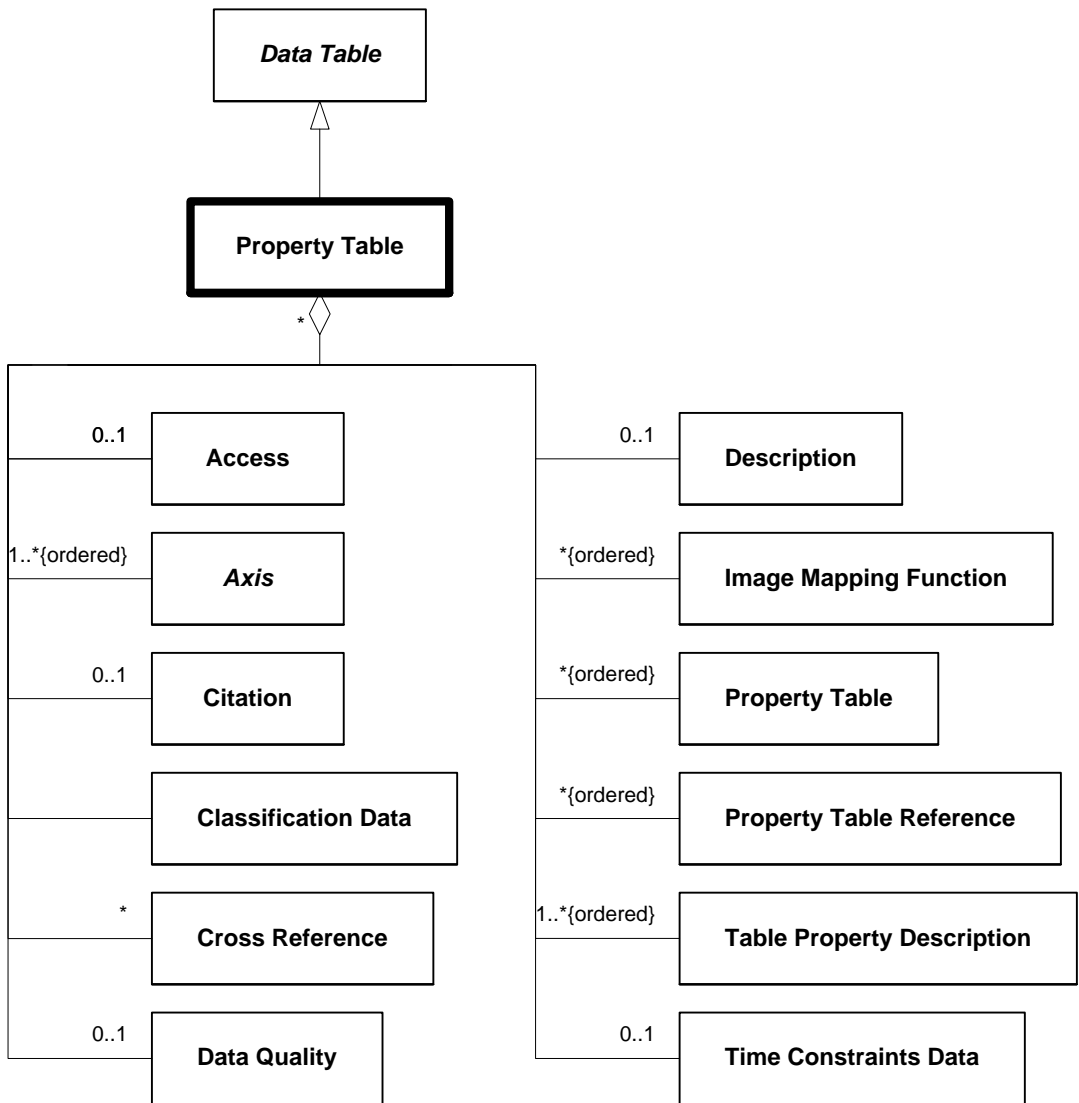 Data Table
Property Table
*
0..1
Access
1..*{ordered}
Axis
0..1
Citation
Classification Data
*
Cross Reference
0..1
Data Quality
0..1
Description
*{ordered}
Image Mapping Function
*{ordered}
Property Table
*{ordered}
Property Table Reference
1..*{ordered}
Table Property Description
0..1
Time Constraints Data